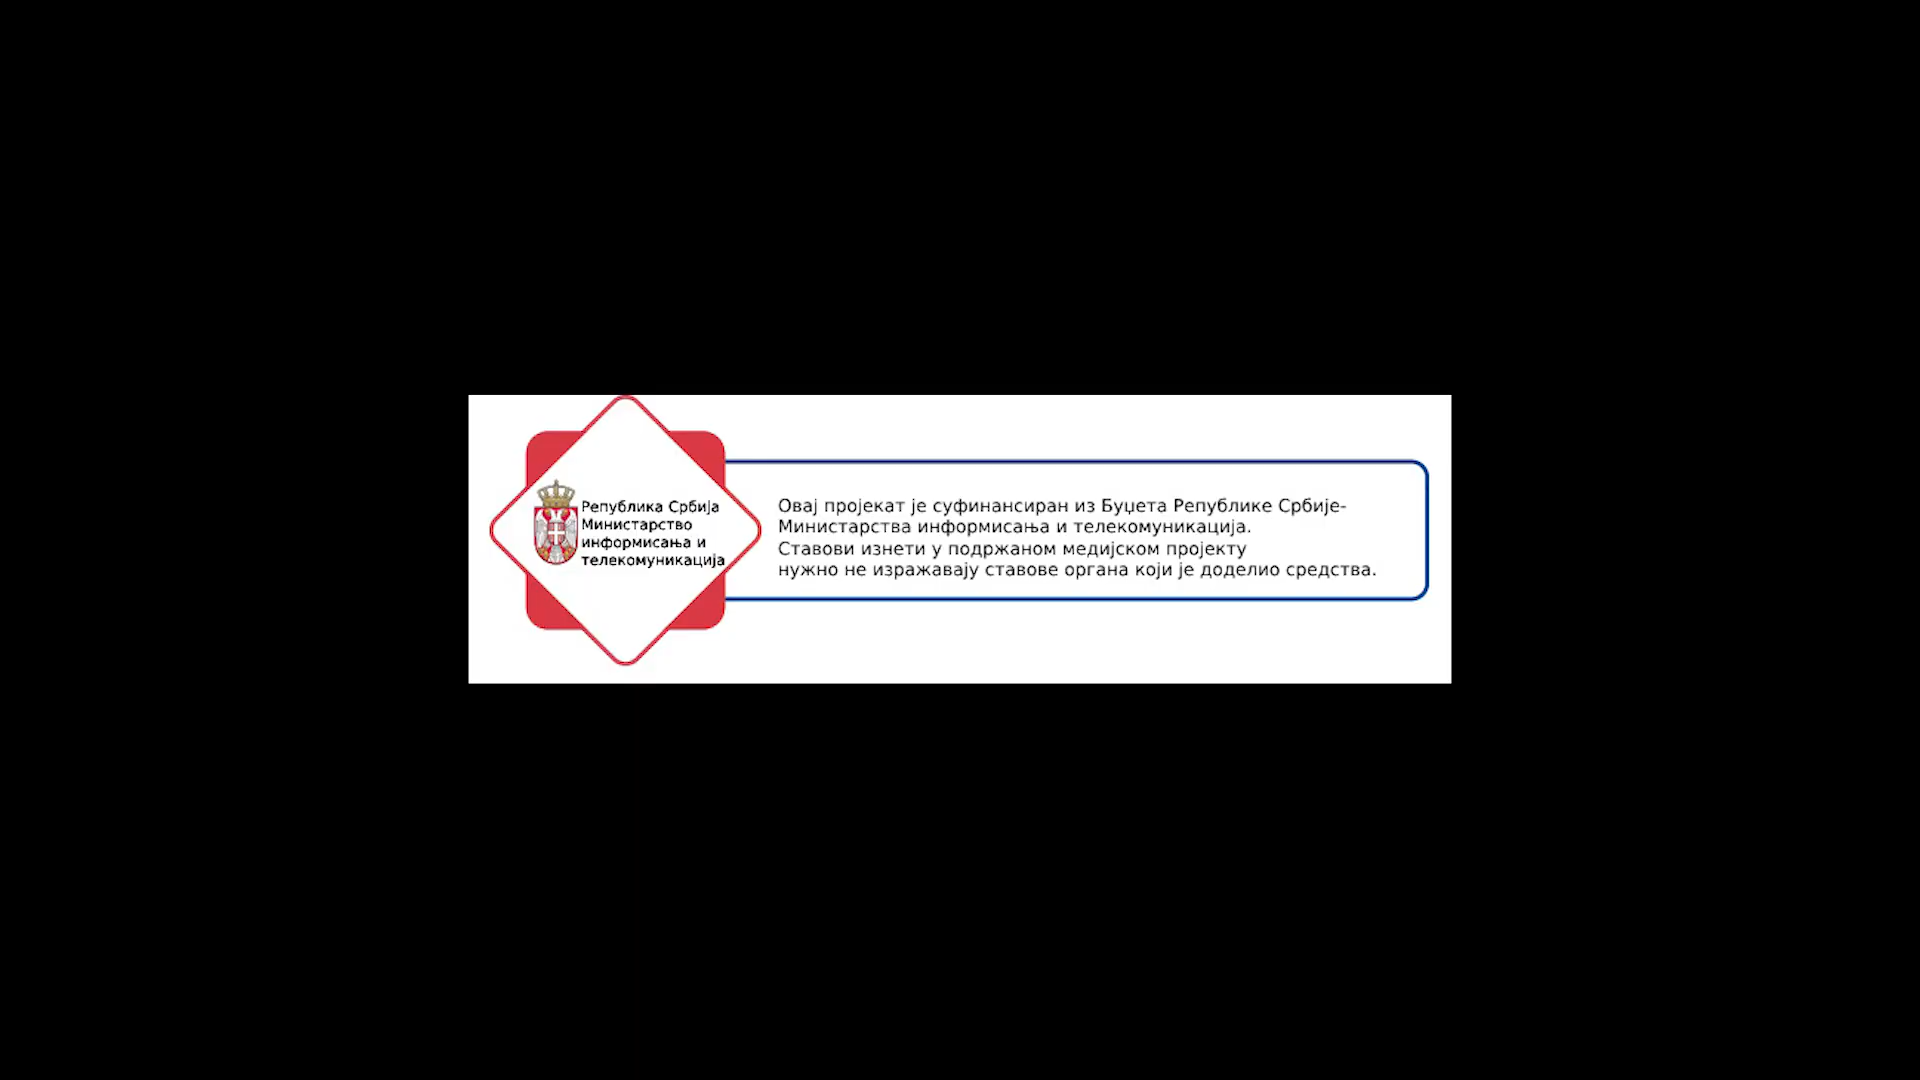 Република Србија
Министарство
информисања и
телекомуникација
Овај пројекат је суфинансиран из Буџета Републике Србије-
Министарства информисања и телекомуникација.
Ставови изнети у подржаном медијском пројекту
нужно не изражавају ставове органа који је доделио средства.